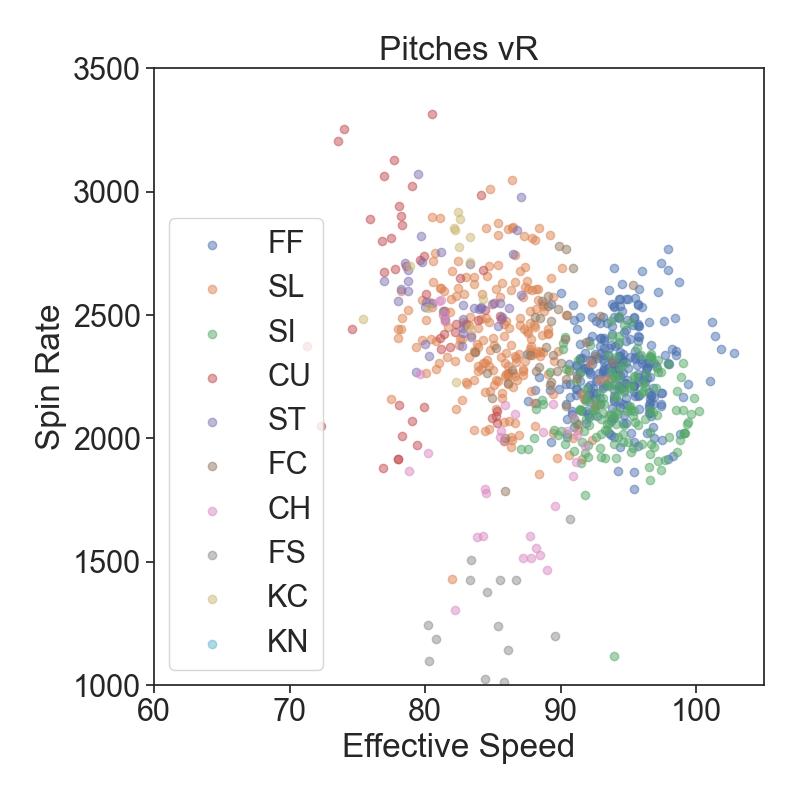 Pitches vR
3500
3000
2500
2000
1500
1000
Spin Rate
FF
SL
SI
CU
ST
FC
CH
FS
KC
KN
60 70 80 90 100
Effective Speed